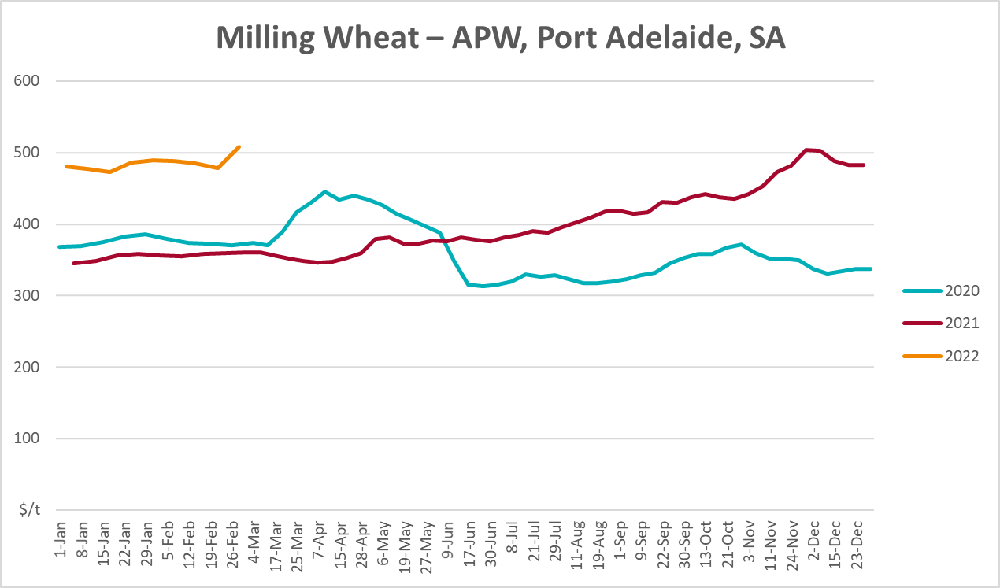 Milling Wheat – APW, Port Adelaide, SA
600
500
400
300
200
100
$/t
1-Jan
8-Jan
15-Jan
22-Jan
29-Jan
5-Feb
12-Feb
19-Feb
26-Feb
4-Mar
17-Mar
25-Mar
7-Apr
15-Apr
28-Apr
6-May
19-May
27-May
9-Jun
17-Jun
30-Jun
8-Jul
21-Jul
29-Jul
11-Aug
19-Aug
1-Sep
9-Sep
22-Sep
30-Sep
13-Oct
21-Oct
3-Nov
11-Nov
24-Nov
2-Dec
15-Dec
23-Dec
2020
2021
2022